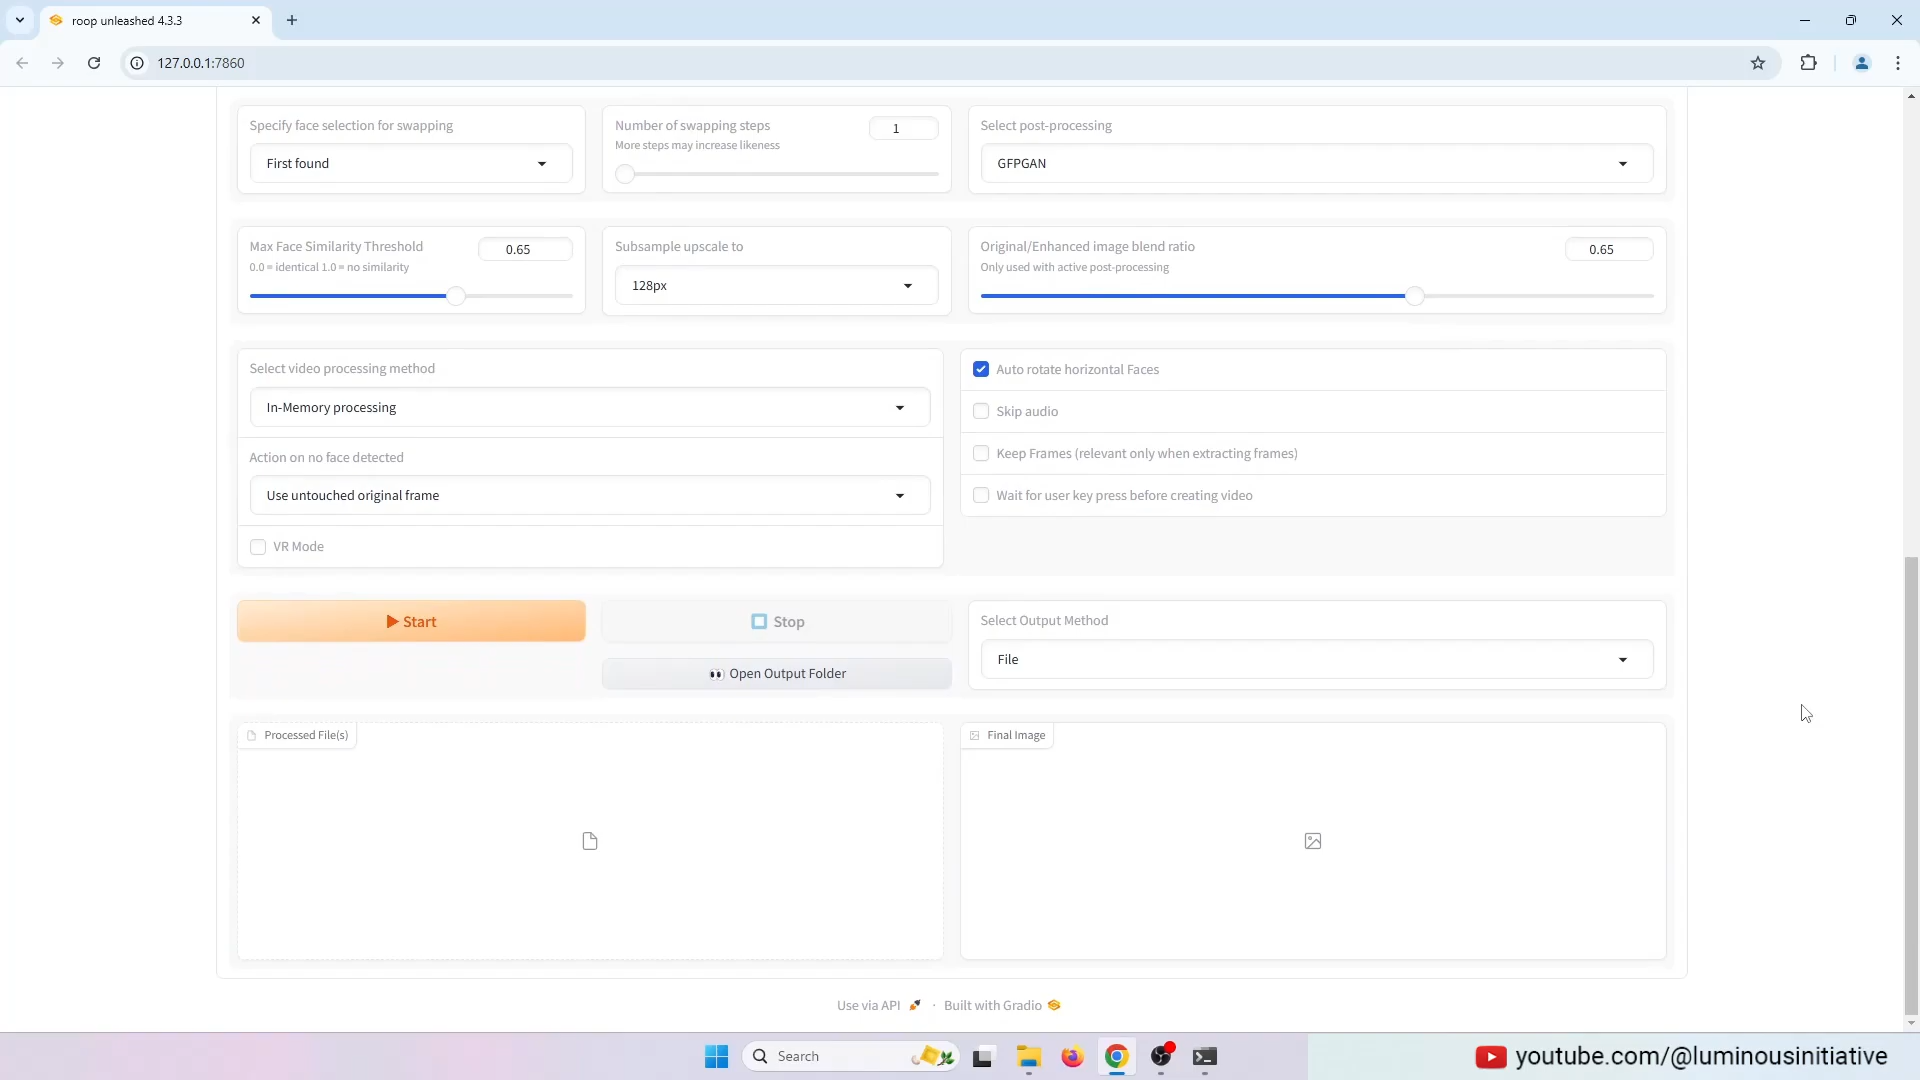 roop unleashed 4.3.3
127.0.0.1:7860
Specify face selection for swapping
First found
Number of swapping steps
More steps may increase likeness
1
Select post-processing
GFPGAN
Max Face Similarity Threshold
0.0 = identical 1.0 = no similarity
0.65
Subsample upscale to
128px
Original/Enhanced image blend ratio
Only used with active post-processing
0.65
Select video processing method
In-Memory processing
Action on no face detected
Use untouched original frame
VR Mode
Auto rotate horizontal Faces
Skip audio
Keep Frames (relevant only when extracting frames)
Wait for user key press before creating video
Start
Stop
Open Output Folder
Select Output Method
File
Processed File(s)
Final Image
Use via API · Built with Gradio
Search
youtube.com/@luminousinitiative